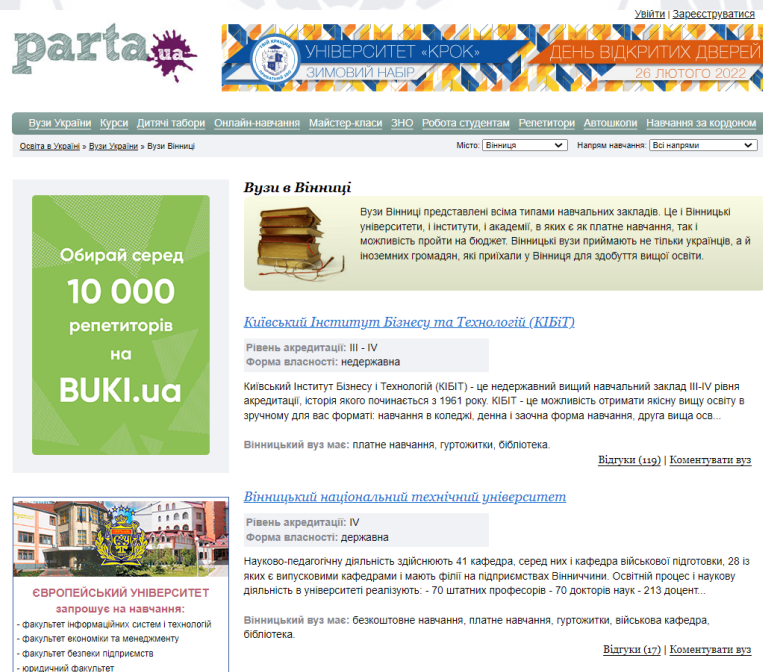 Увійти | Зареєструватися
parta.ua
УНІВЕРСИТЕТ «КРОК»
ЗИМОВИЙ НАБІР
ДЕНЬ ВІДКРИТИХ ДВЕРЕЙ
26 ЛЮТОГО 2022
Вузи України Курси Дитячі табори Онлайн-навчання Майстер-класи ЗНО Робота студентам Репетитори Автошколи Навчання за кордоном
Освіта в Україні » Вузи України » Вузи Вінниці
Місто: Вінниця Напрям навчання: Всі напрями
Обирай серед
10 000
репетиторів
на
BUKI.ua
Вузи в Вінниці
Вузи Вінниці представлені всіма типами навчальних закладів. Це і Вінницькі
університети, і інститути, і академії, в яких є як платне навчання, так і
можливість пройти на бюджет. Вінницькі вузи приймають не тільки українців, а й
іноземних громадян, які приїхали у Вінниця для здобуття вищої освіти.
Київський Інститут Бізнесу та Технологій (КІБіТ)
Рівень акредитації: III - IV
Форма власності: недержавна
Київський Інститут Бізнесу і Технологій (КІБІТ) - це недержавний вищий навчальний заклад III-IV рівня
акредитації, історія якого починається з 1961 року. КІБІТ - це можливість отримати якісну вищу освіту в
зручному для вас форматі: навчання в коледжі, денна і заочна форма навчання, друга вища осв...
Вінницький вуз має: платне навчання, гуртожитки, бібліотека.
Відгуки (119) | Коментувати вуз
Вінницький національний технічний університет
Рівень акредитації: IV
Форма власності: державна
Науково-педагогічну діяльність здійснюють 41 кафедра, серед них і кафедра військової підготовки, 28 із
яких є випусковими кафедрами і мають філії на підприємствах Вінниччини. Освітній процес і наукову
діяльність в університеті реалізують: - 70 штатних професорів - 70 докторів наук - 213 доцент...
Вінницький вуз має: безкоштовне навчання, платне навчання, гуртожитки, військова кафедра,
бібліотека.
Відгуки (17) | Коментувати вуз
ЄВРОПЕЙСЬКИЙ УНІВЕРСИТЕТ
запрошує на навчання:
- факультет інформаційних систем і технологій
- факультет економіки та менеджменту
- факультет безпеки підприємств
- юридичний факультет